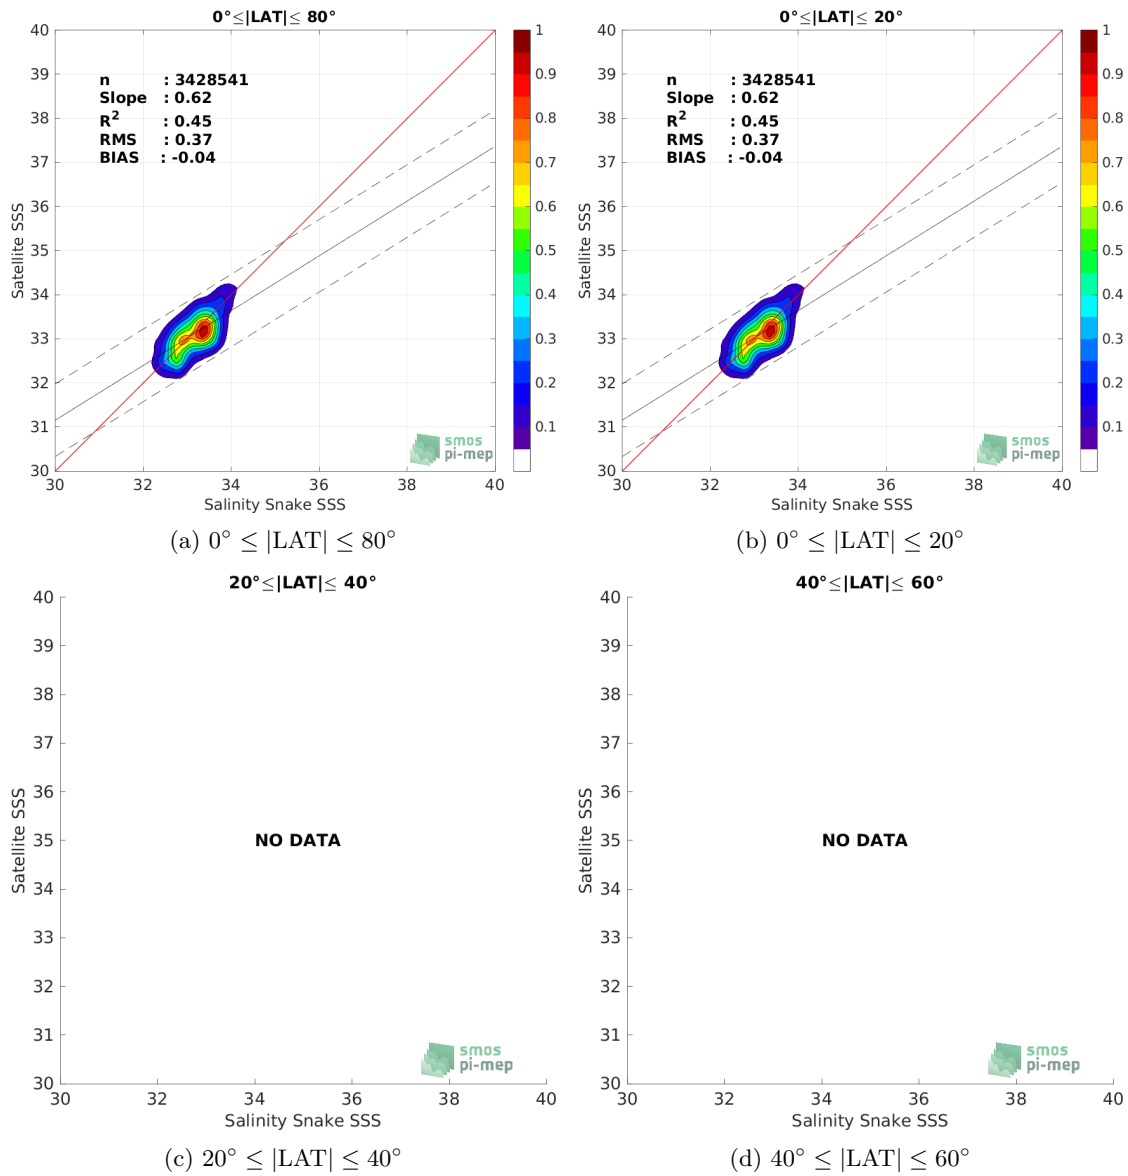 0°≤|LAT|≤ 80°
40
39
38
37
36
35
34
33
32
31
30
Satellite SSS
n : 3428541
Slope : 0.62
R² : 0.45
RMS : 0.37
BIAS : -0.04
smos
pi-mep
30 32 34 36 38 40
Salinity Snake SSS
1
0.9
0.8
0.7
0.6
0.5
0.4
0.3
0.2
0.1
(a) 0° ≤ |LAT| ≤ 80°
0°≤|LAT|≤ 20°
40
39
38
37
36
35
34
33
32
31
30
Satellite SSS
n : 3428541
Slope : 0.62
R² : 0.45
RMS : 0.37
BIAS : -0.04
smos
pi-mep
30 32 34 36 38 40
Salinity Snake SSS
1
0.9
0.8
0.7
0.6
0.5
0.4
0.3
0.2
0.1
(b) 0° ≤ |LAT| ≤ 20°
20°≤|LAT|≤ 40°
40
39
38
37
36
35
34
33
32
31
30
Satellite SSS
NO DATA
smos
pi-mep
30 32 34 36 38 40
Salinity Snake SSS
(c) 20° ≤ |LAT| ≤ 40°
40°≤|LAT|≤ 60°
40
39
38
37
36
35
34
33
32
31
30
Satellite SSS
NO DATA
smos
pi-mep
30 32 34 36 38 40
Salinity Snake SSS
(d) 40° ≤ |LAT| ≤ 60°